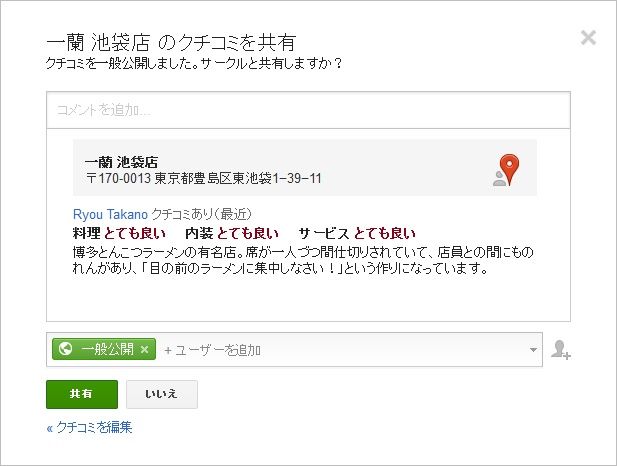 一蘭 池袋店 のクチコミを共有
クチコミを一般公開しました。サークルと共有しますか？
コメントを追加...
一蘭 池袋店
〒170-0013 東京都豊島区東池袋1−39−11
Ryou Takano クチコミあり（最近）
料理 とても良い 内装 とても良い サービス とても良い
博多とんこつラーメンの有名店。席が一人づつ間仕切りされていて、店員との間にもの
れんがあり、「目の前のラーメンに集中しなさい！」という作りになっています。
一般公開 × + ユーザーを追加
共有 いいえ
« クチコミを編集